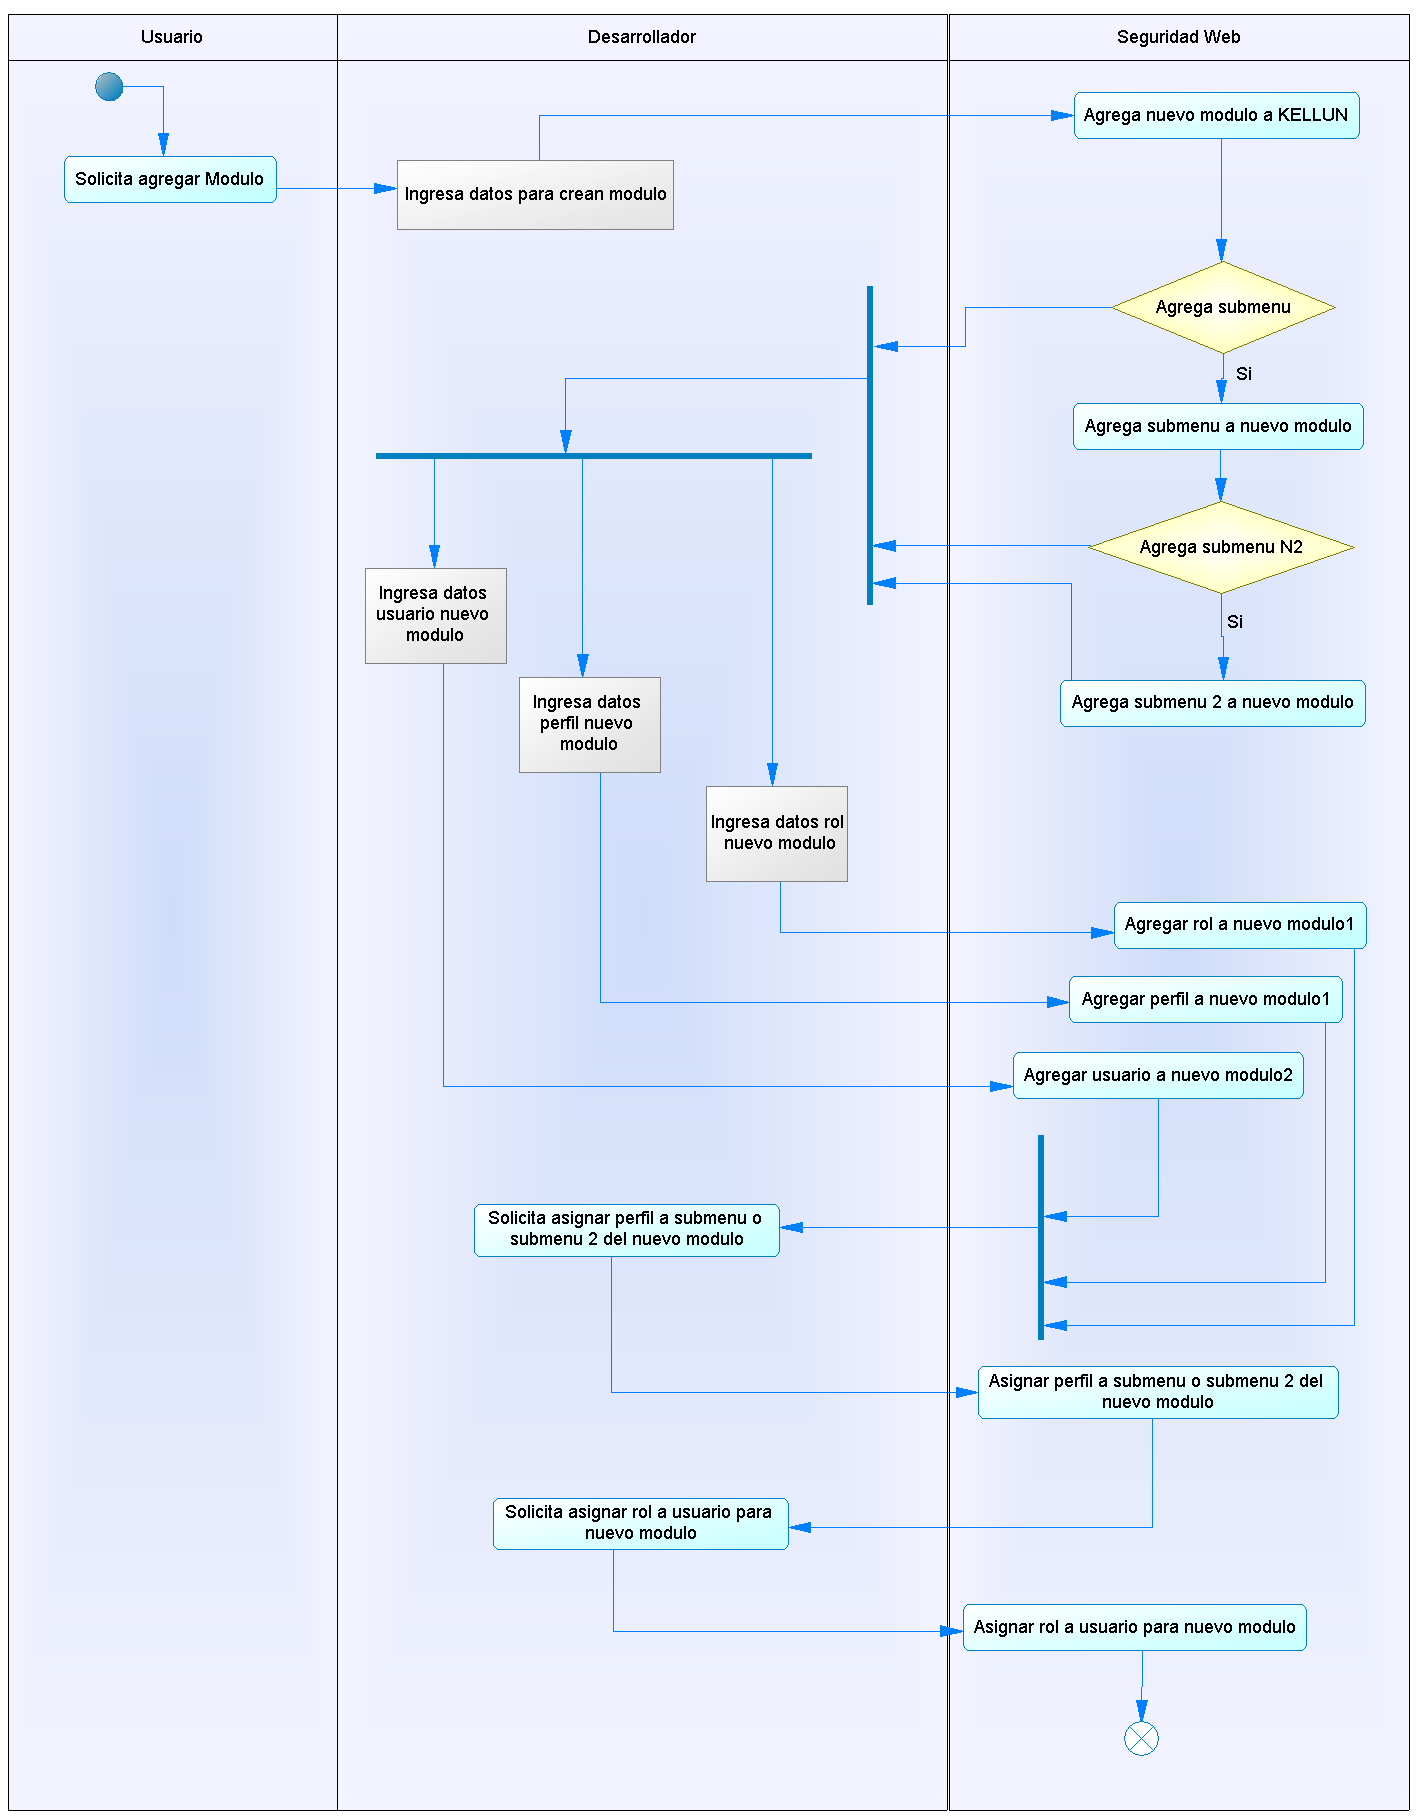 Usuario
Desarrollador
Seguridad Web
Agrega nuevo modulo a KELLUN
Solicita agregar Modulo
Ingresa datos para crean modulo
Agrega submenu
Si
Agrega submenu a nuevo modulo
Agrega submenu N2
Si
Agrega submenu 2 a nuevo modulo
Ingresa datos
usuario nuevo
modulo
Ingresa datos
perfil nuevo
modulo
Ingresa datos rol
nuevo modulo
Agregar rol a nuevo modulo1
Agregar perfil a nuevo modulo1
Agregar usuario a nuevo modulo2
Solicita asignar perfil a submenu o
submenu 2 del nuevo modulo
Asignar perfil a submenu o submenu 2 del
nuevo modulo
Solicita asignar rol a usuario para
nuevo modulo
Asignar rol a usuario para nuevo modulo